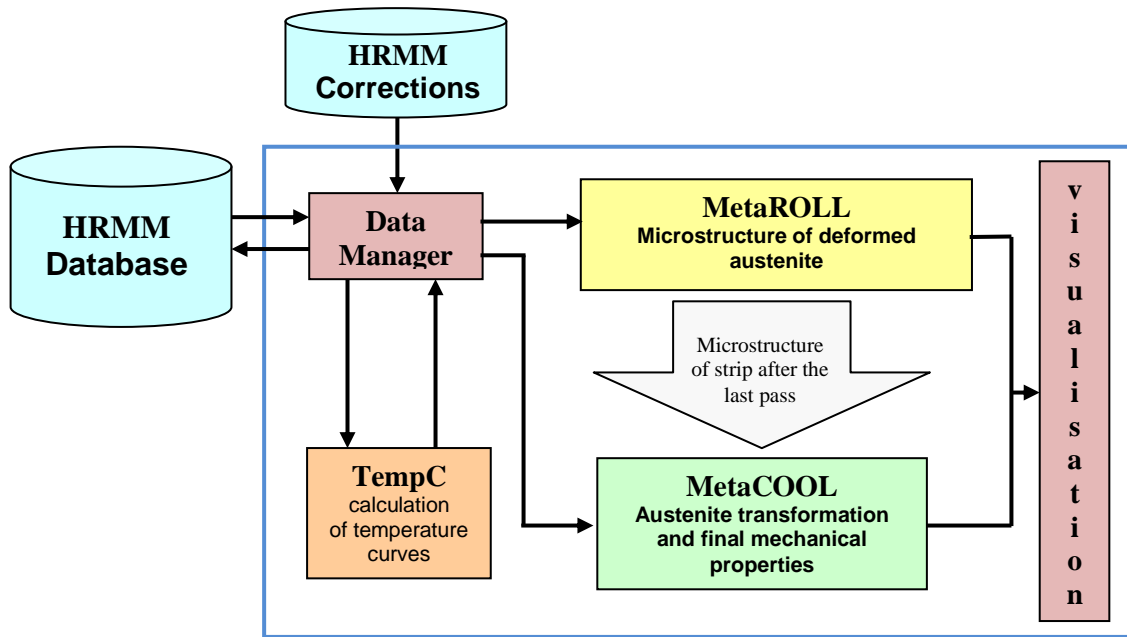 HRMM
Corrections
HRMM
Database
Data
Manager
MetaROLL
Microstructure of deformed
austenite
Microstructure
of strip after the
last pass
TempC
calculation
of temperature
curves
MetaCOOL
Austenite transformation
and final mechanical
properties
visualisation